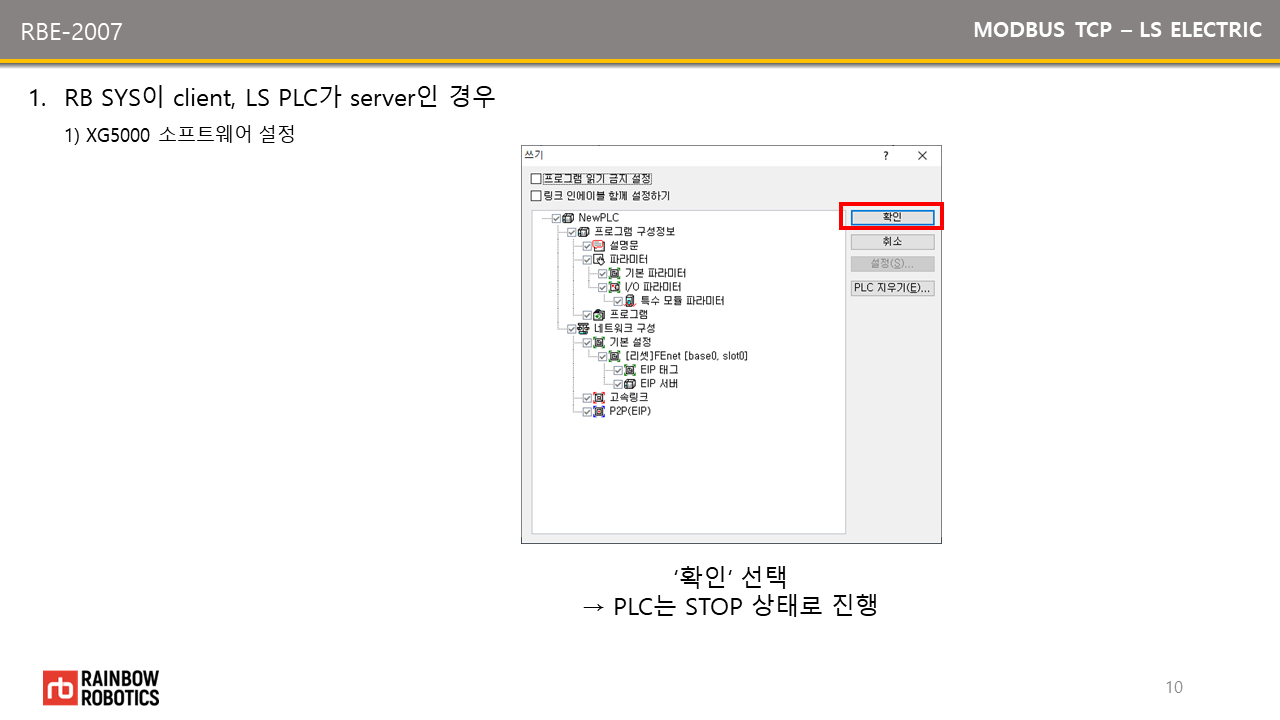 RBE-2007
MODBUS TCP – LS ELECTRIC
1. RB SYS이 client, LS PLC가 server인 경우
1) XG5000 소프트웨어 설정
쓰기
?
프로그램 읽기 금지 설정
링크 인에이블 함께 설정하기
NewPLC
프로그램 구성정보
설명문
파라미터
기본 파라미터
I/O 파라미터
특수 모듈 파라미터
프로그램
네트워크 구성
기본 설정
[리셋]FEnet [base0, slot0]
EIP 태그
EIP 서버
고속링크
P2P(EIP)
확인
취소
설정(S)...
PLC 지우기(E)...
‘확인‘ 선택
→ PLC는 STOP 상태로 진행
rb RAINBOW
ROBOTICS
10